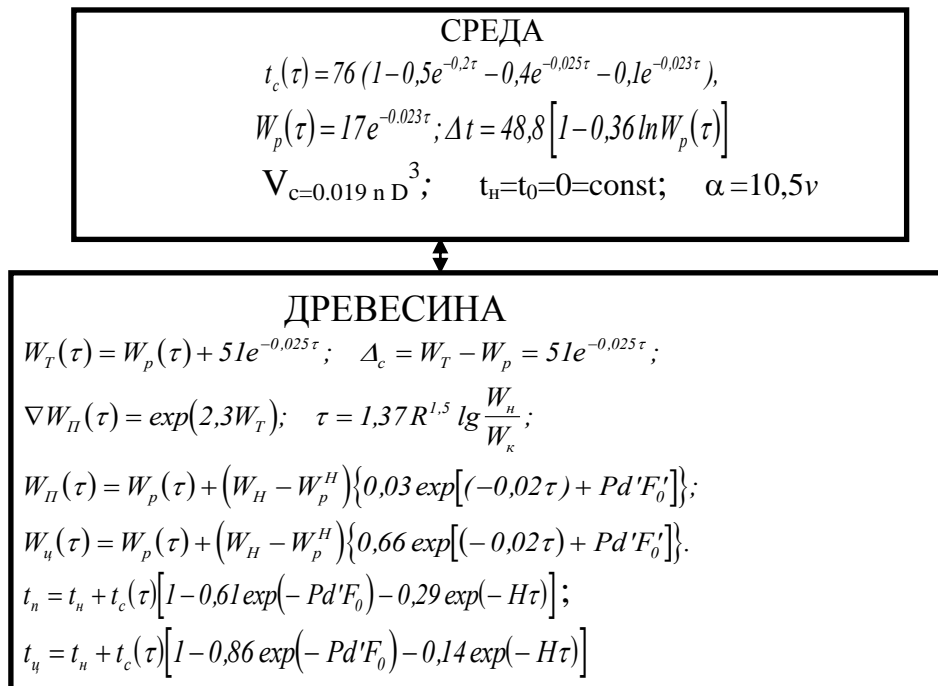 СРЕДА
t_c(τ) = 76 (1−0,5e^{−0,2τ} − 0,4e^{−0,025τ} − 0,1e^{−0,023τ}),
W_p(τ) = 17e^{−0.023τ}; Δt = 48,8[1−0,36 lnW_p(τ)]
V_{c=0.019 n D}^3; t_н=t_0=0=const; α=10,5v
ДРЕВЕСИНА
W_T(τ) = W_p(τ) + 51e^{−0,025τ}; Δ_c = W_T − W_p = 51e^{−0,025τ};
∇W_П(τ) = exp(2,3W_T); τ = 1,37 R^{1,5} lg W_н/W_к;
W_П(τ) = W_p(τ) + (W_H − W_p^H){0,03 exp[(−0,02τ) + Pd'F_0']};
W_ц(τ) = W_p(τ) + (W_H − W_p^H){0,66 exp[(−0,02τ) + Pd'F_0']}.
t_п = t_н + t_c(τ)[1−0,61exp(−Pd'F_0) − 0,29 exp(−Hτ)];
t_ц = t_н + t_c(τ)[1−0,86 exp(−Pd'F_0) − 0,14 exp(−Hτ)]